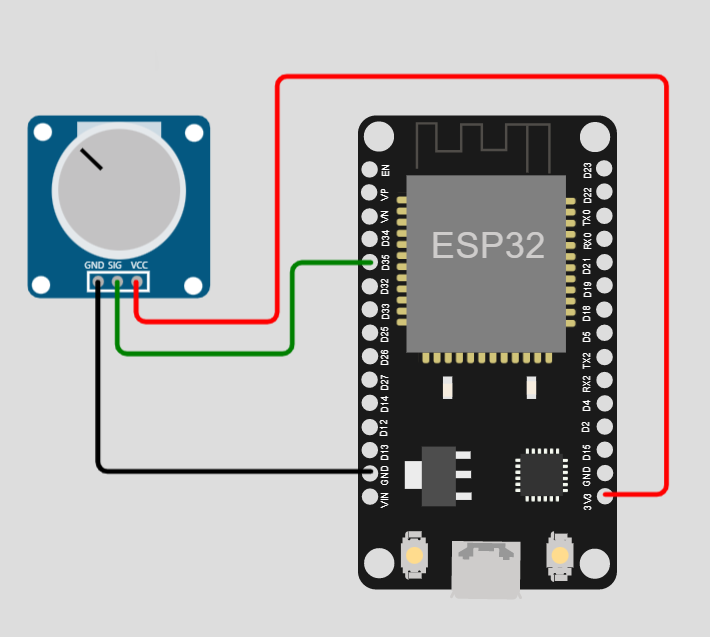 GND SIG VCC
ESP32
EN
VP
VN
D34
D35
D32
D33
D25
D26
D27
D14
D12
D13
GND
VIN
D23
D22
TX0
RX0
D21
D19
D18
D5
TX2
RX2
D4
D2
D15
GND
3V3